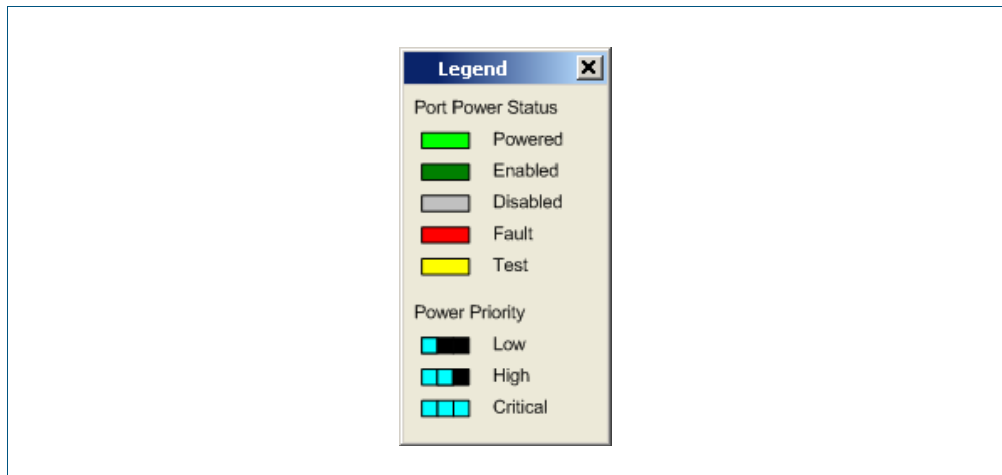 Legend
Port Power Status
Powered
Enabled
Disabled
Fault
Test
Power Priority
Low
High
Critical